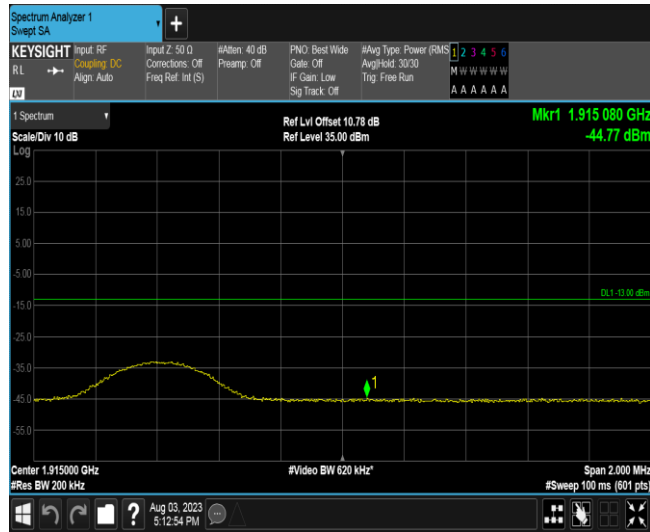 Spectrum Analyzer 1
Swept SA
KEYSIGHT
RL
LXI
Input: RF
Coupling: DC
Align: Auto
Input Z: 50 Ω
Corrections: Off
Freq Ref: Int (S)
#Atten: 40 dB
Preamp: Off
PNO: Best Wide
Gate: Off
IF Gain: Low
Sig Track: Off
#Avg Type: Power (RMS
Avg|Hold: 30/30
Trig: Free Run
1 2 3 4 5 6
M W W W W W
A A A A A A
1 Spectrum
Scale/Div 10 dB
Log
Ref Lvl Offset 10.78 dB
Ref Level 35.00 dBm
Mkr1 1.915 080 GHz
-44.77 dBm
25.0
15.0
5.00
-5.00
DL1 -13.00 dBm
-15.0
-25.0
-35.0
1
-45.0
-55.0
Center 1.915000 GHz
#Res BW 200 kHz
#Video BW 620 kHz*
Span 2.000 MHz
#Sweep 100 ms (601 pts)
?
Aug 03, 2023
5:12:54 PM